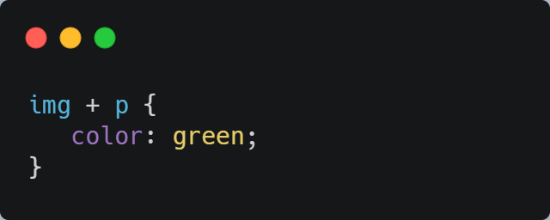 img + p {
   color: green;
}